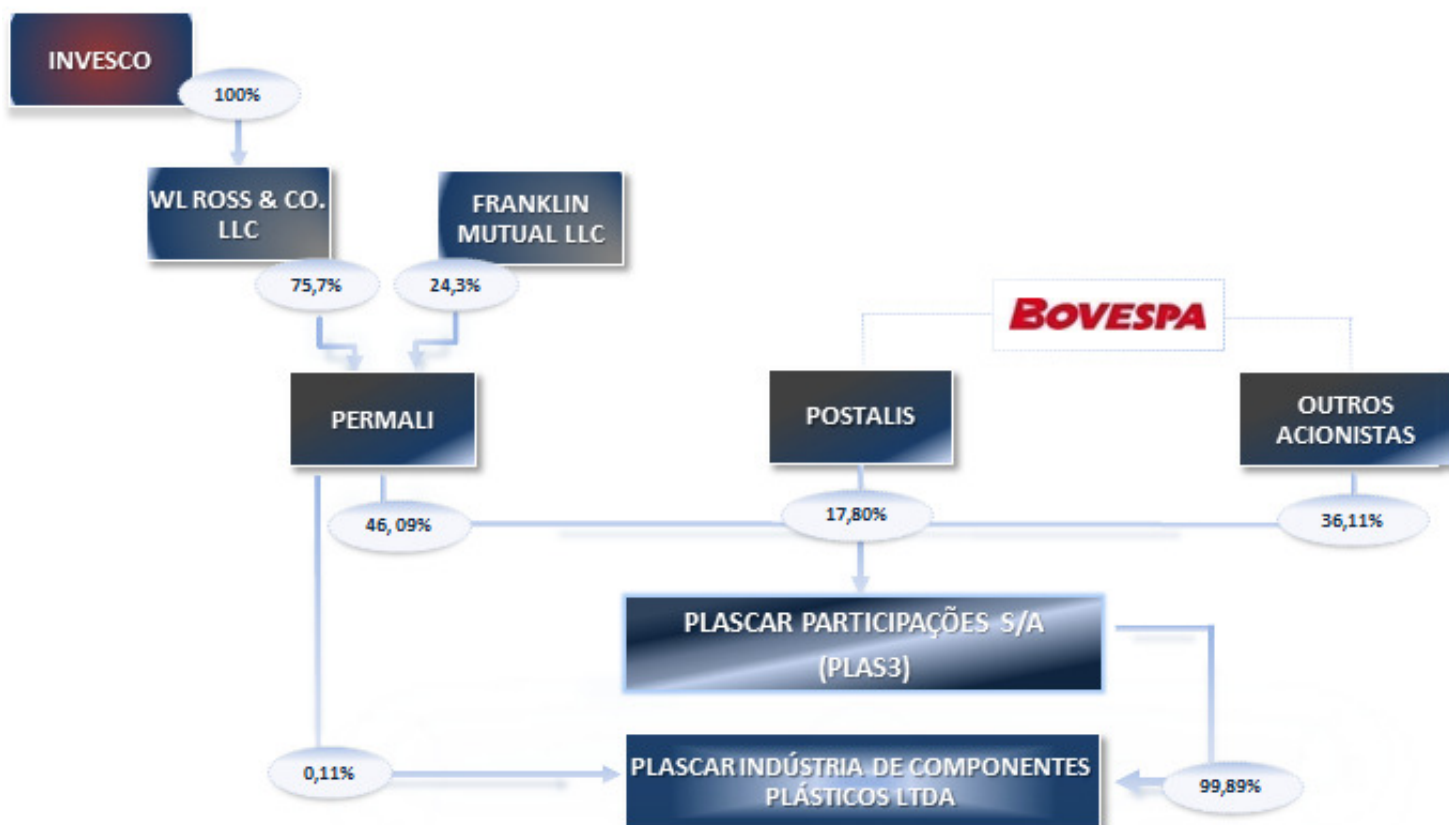 INVESCO
100%
WL ROSS & CO.
LLC
FRANKLIN
MUTUAL LLC
75,7%
24,3%
BOVESPA
PERMALI
POSTALIS
OUTROS
ACIONISTAS
46, 09%
17,80%
36,11%
PLASCAR PARTICIPAÇÕES S/A
(PLAS3)
0,11%
PLASCAR INDÚSTRIA DE COMPONENTES
PLÁSTICOS LTDA
99,89%